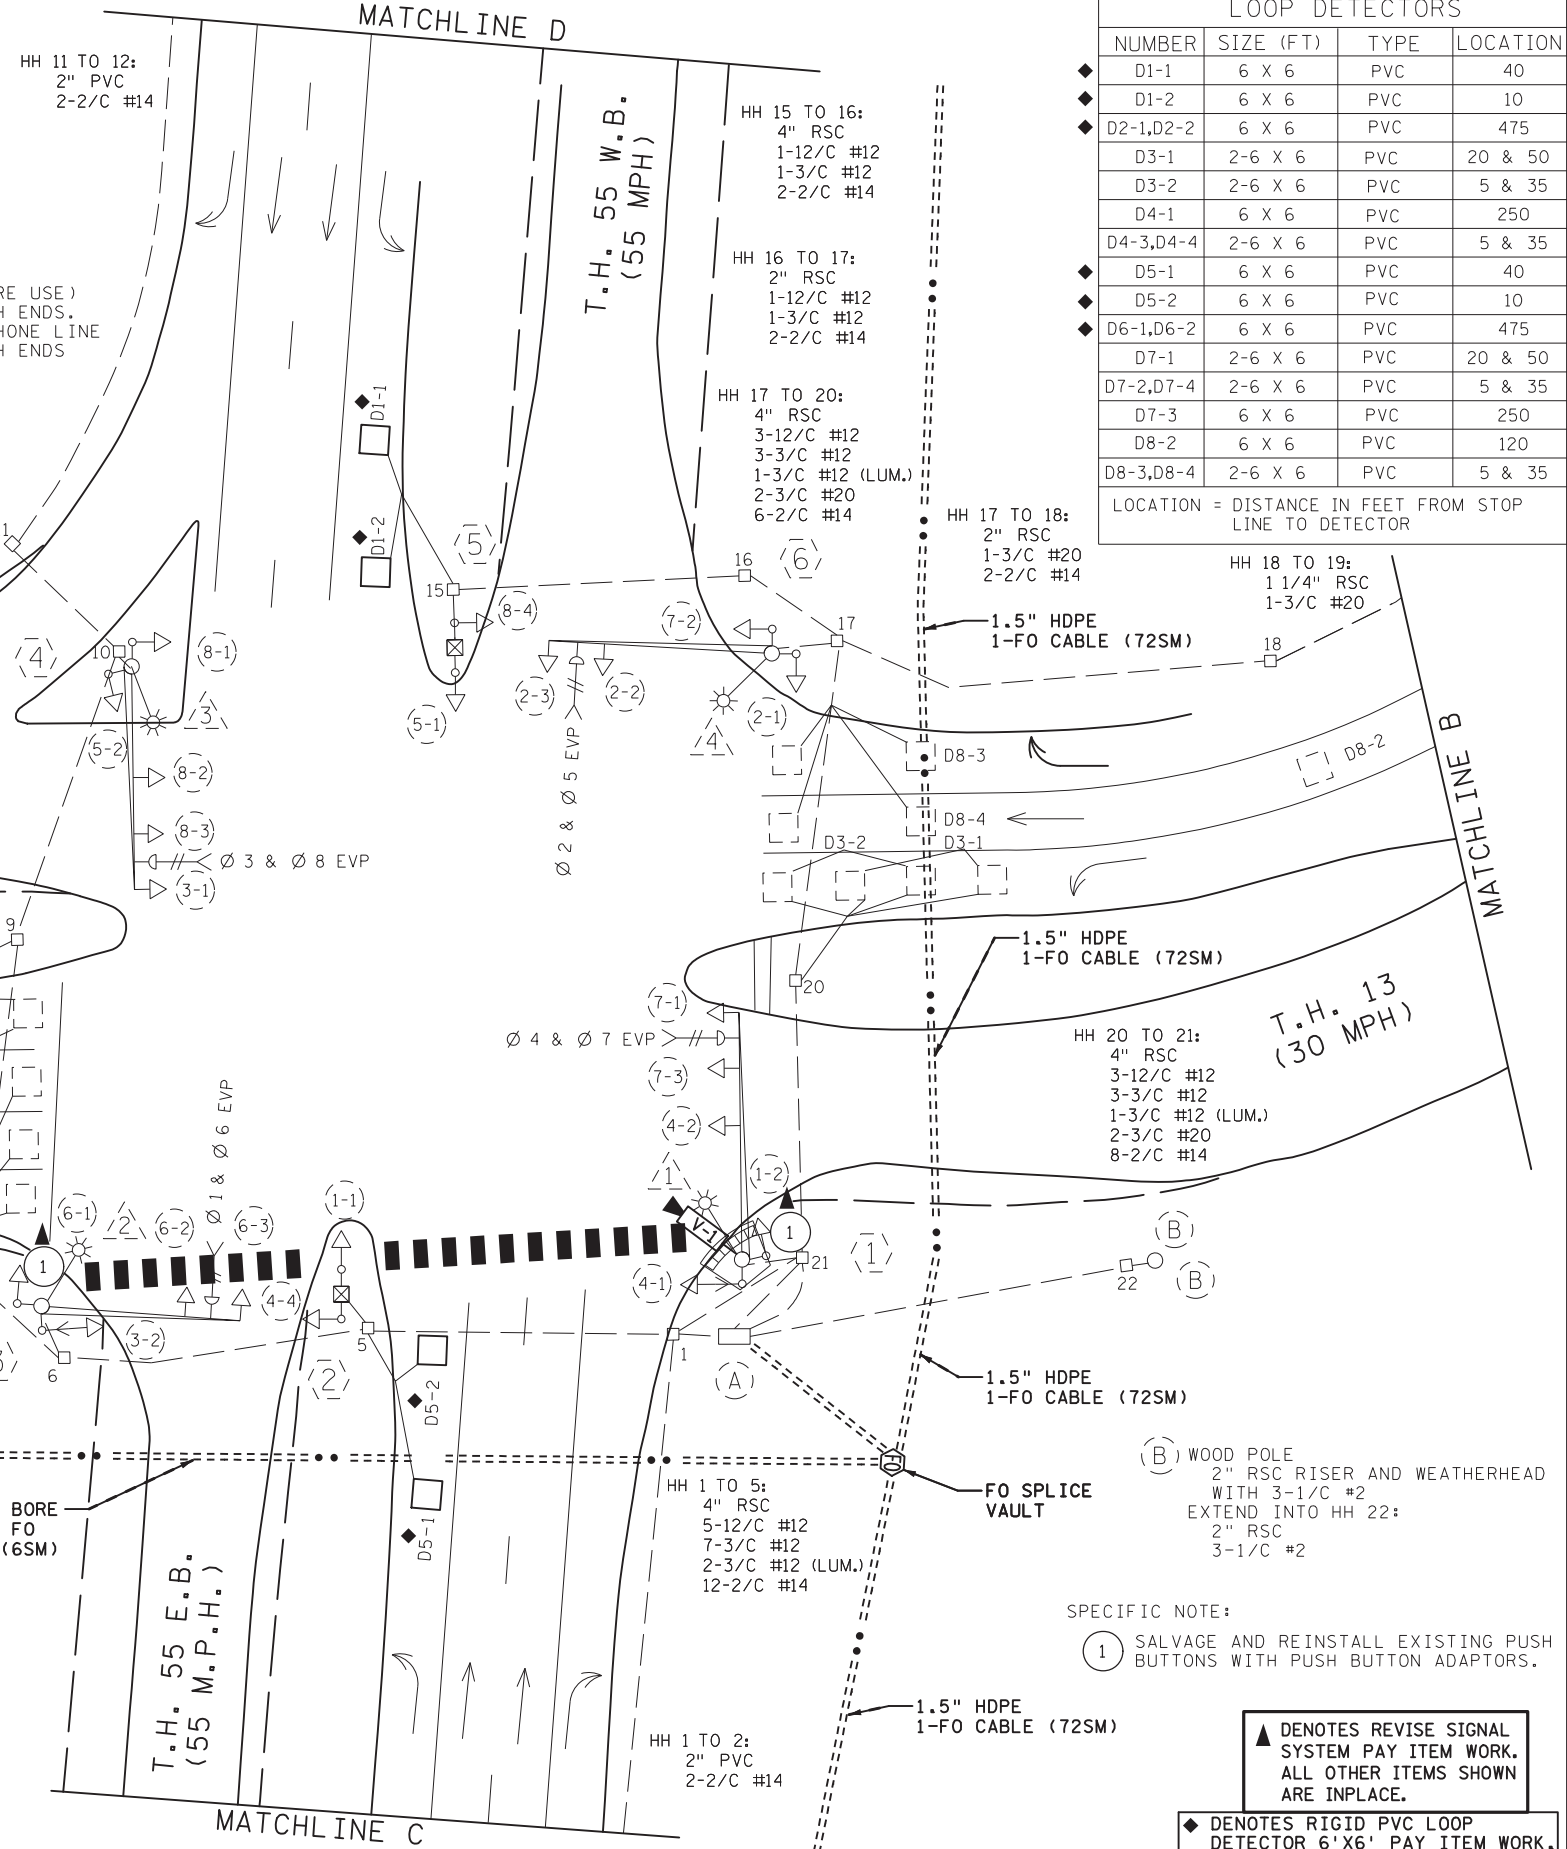 MATCHLINE D
HH 11 TO 12:
2" PVC
2-2/C #14
T.H. 55 W.B.
(55 MPH)
HH 15 TO 16:
4" RSC
1-12/C #12
1-3/C #12
2-2/C #14
HH 16 TO 17:
2" RSC
1-12/C #12
1-3/C #12
2-2/C #14
HH 17 TO 20:
4" RSC
3-12/C #12
3-3/C #12
1-3/C #12 (LUM.)
2-3/C #20
6-2/C #14
LOOP DETECTORS
NUMBER SIZE (FT) TYPE LOCATION
D1-1 6 X 6 PVC 40
D1-2 6 X 6 PVC 10
D2-1,D2-2 6 X 6 PVC 475
D3-1 2-6 X 6 PVC 20 & 50
D3-2 2-6 X 6 PVC 5 & 35
D4-1 6 X 6 PVC 250
D4-3,D4-4 2-6 X 6 PVC 5 & 35
D5-1 6 X 6 PVC 40
D5-2 6 X 6 PVC 10
D6-1,D6-2 6 X 6 PVC 475
D7-1 2-6 X 6 PVC 20 & 50
D7-2,D7-4 2-6 X 6 PVC 5 & 35
D7-3 6 X 6 PVC 250
D8-2 6 X 6 PVC 120
D8-3,D8-4 2-6 X 6 PVC 5 & 35
LOCATION = DISTANCE IN FEET FROM STOP
LINE TO DETECTOR
RE USE)
H ENDS.
HONE LINE
H ENDS
D1-1
D1-2
HH 17 TO 18:
2" RSC
1-3/C #20
2-2/C #14
HH 18 TO 19:
1 1/4" RSC
1-3/C #20
1.5" HDPE
1-FO CABLE (72SM)
1
5
15
16
6
17
18
8-4
7-2
4
10
8-1
3
5-2
5-1
2-3
2-2
2-1
4
Ø 2 & Ø 5 EVP
8-2
8-3
Ø 3 & Ø 8 EVP
3-1
D8-3
D8-2
D8-4
D3-2
D3-1
MATCHLINE B
9
20
1.5" HDPE
1-FO CABLE (72SM)
T.H. 13
(30 MPH)
7-1
Ø 4 & Ø 7 EVP
7-3
4-2
HH 20 TO 21:
4" RSC
3-12/C #12
3-3/C #12
1-3/C #12 (LUM.)
2-3/C #20
8-2/C #14
Ø 1 & Ø 6 EVP
6-1
2
6-2
6-3
1-1
1
1-2
V-1
1
1
1
21
4-1
4-4
3-2
6
5
2
1
A
22
B
B
D5-2
D5-1
1.5" HDPE
1-FO CABLE (72SM)
FO
FO SPLICE
VAULT
BORE
FO
(6SM)
HH 1 TO 5:
4" RSC
5-12/C #12
7-3/C #12
2-3/C #12 (LUM.)
12-2/C #14
B WOOD POLE
2" RSC RISER AND WEATHERHEAD
WITH 3-1/C #2
EXTEND INTO HH 22:
2" RSC
3-1/C #2
T.H. 55 E.B.
(55 M.P.H.)
SPECIFIC NOTE:
1 SALVAGE AND REINSTALL EXISTING PUSH
BUTTONS WITH PUSH BUTTON ADAPTORS.
1.5" HDPE
1-FO CABLE (72SM)
HH 1 TO 2:
2" PVC
2-2/C #14
DENOTES REVISE SIGNAL
SYSTEM PAY ITEM WORK.
ALL OTHER ITEMS SHOWN
ARE INPLACE.
DENOTES RIGID PVC LOOP
DETECTOR 6'X6' PAY ITEM WORK.
MATCHLINE C